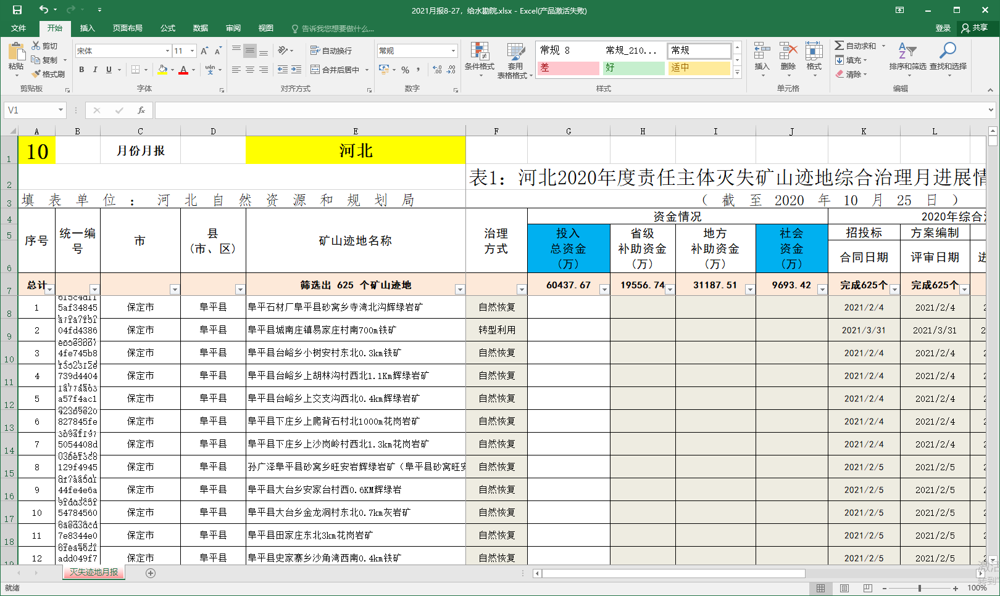 2021月报8-27，给水勘院.xlsx - Excel(产品激活失败)
文件 开始 插入 页面布局 公式 数据 审阅 视图 告诉我您想要做什么... 登录 共享
粘贴 剪切 复制 格式刷 剪贴板
宋体 11 B I U 字体
自动换行 合并后居中 对齐方式
常规 % 数字
条件格式 套用 表格格式 常规 8 常规_210... 常规 差 好 适中 样式
插入 删除 格式 单元格
自动求和 填充 清除 排序和筛选 查找和选择 编辑
V1 fx
A B C D E F G H I J K L
1 10 月份月报 河北
2 表1：河北2020年度责任主体灭失矿山迹地综合治理月进展情
3 填表单位：河北自然资源和规划局 （截至2020年10月25日）
4 资金情况 2020年综合
5 序号 统一编号 市 县（市、区） 矿山迹地名称 治理方式 投入总资金（万） 省级补助资金（万） 地方补助资金（万） 社会资金（万） 招投标 方案编制
6 合同日期 评审日期 进
7 总计 筛选出 625 个矿山迹地 60437.67 19556.74 31187.51 9693.42 完成625个 完成625个
8 1 5af34845 保定市 阜平县 阜平石材厂阜平县砂窝乡寺湾北沟辉绿岩矿 自然恢复 2021/2/4 2021/2/4
9 2 04fd4386 保定市 阜平县 阜平县城南庄镇易家庄村南700m铁矿 转型利用 2021/3/31 2021/3/31
10 3 4fe745b8 保定市 阜平县 阜平县台峪乡小树安村东北0.3km铁矿 自然恢复 2021/2/4 2021/2/4
11 4 739d4404 保定市 阜平县 阜平县台峪乡上胡林沟村西北1.1Km辉绿岩矿 自然恢复 2021/2/4 2021/2/4
12 5 a57f4ac1 保定市 阜平县 阜平县台峪乡上交支沟西北0.4km辉绿岩矿 自然恢复 2021/2/4 2021/2/4
13 6 827845fe 保定市 阜平县 阜平县下庄乡上爬背石村北1000m花岗岩矿 自然恢复 2021/2/4 2021/2/4
14 7 5054408d 保定市 阜平县 阜平县下庄乡上沙岗岭村西北1.3km花岗岩矿 自然恢复 2021/2/4 2021/2/4
15 8 129f4945 保定市 阜平县 孙广泽阜平县砂窝乡旺安岩辉绿岩矿（阜平县砂窝旺安 自然恢复 2021/2/5 2021/2/5
16 9 44fe4e6a 保定市 阜平县 阜平县大台乡安家台村西0.6KM辉绿岩 自然恢复 2021/2/5 2021/2/5
17 10 54784560 保定市 阜平县 阜平县大台乡金龙洞村东北0.7km灰岩矿 自然恢复 2021/2/5 2021/2/5
18 11 7e8344e0 保定市 阜平县 阜平县田家庄东北3km花岗岩矿 自然恢复 2021/2/5 2021/2/5
19 12 add049f7 保定市 阜平县 阜平县史家寨乡沙角湾西南0.4km铁矿 自然恢复 2021/2/5 2021/2/5
灭失迹地月报
激活
转到
就绪 100%